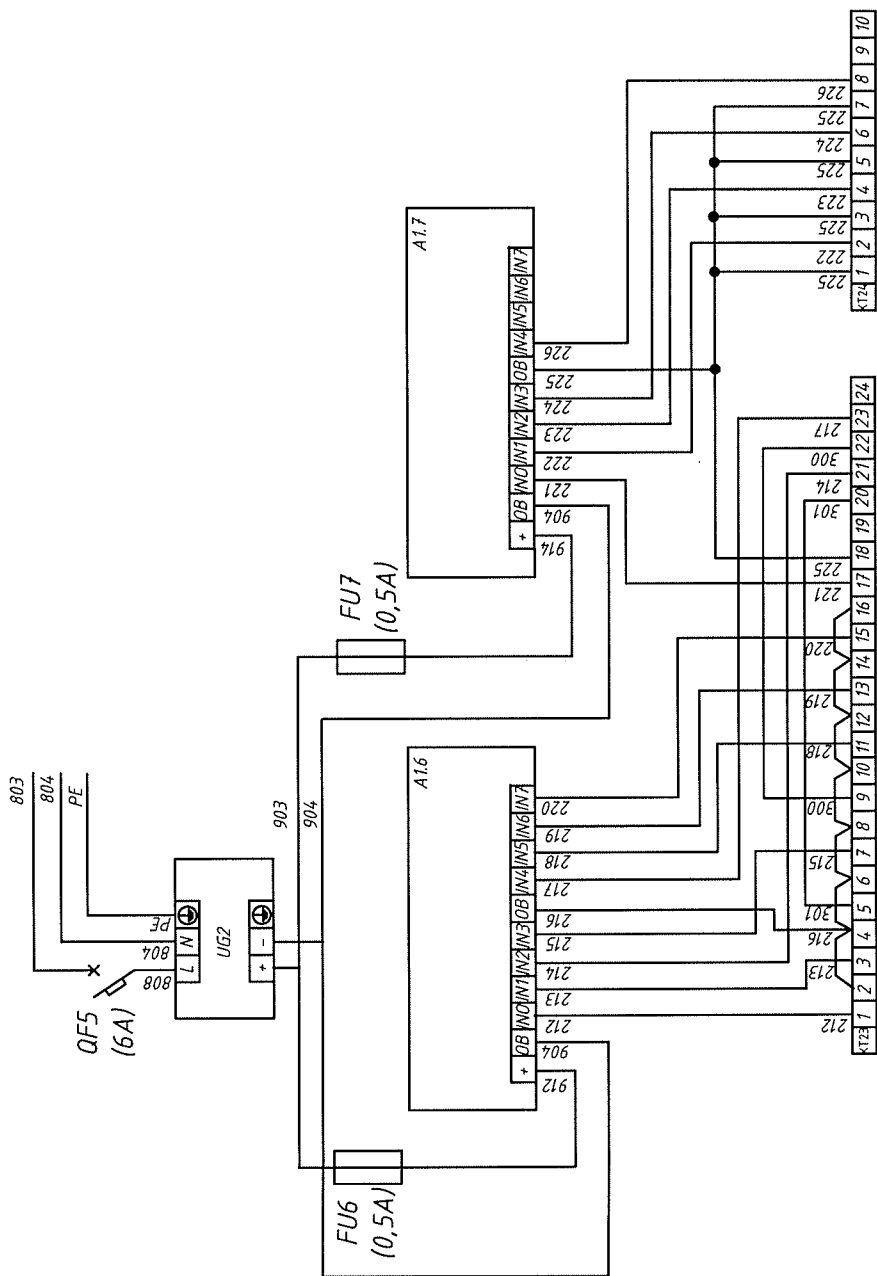 803
804
PE
QF5
(6A)
808 804 PE
L N
UG2
+ -
903
904
FU6
(0,5A)
FU7
(0,5A)
A1.6
+ OB IN0 IN1 IN2 IN3 OB IN4 IN5 IN6 IN7
912 904 212 213 214 215 216 217 218 219 220
A1.7
+ OB IN0 IN1 IN2 IN3 OB IN4 IN5 IN6 IN7
914 904 221 222 223 224 225 226
212 213 216 301 215 300 218 219 220 221 225 301 214 300 217
XT23 1 2 3 4 5 6 7 8 9 10 11 12 13 14 15 16 17 18 19 20 21 22 23 24
225 222 225 223 225 224 225 226
XT24 1 2 3 4 5 6 7 8 9 10